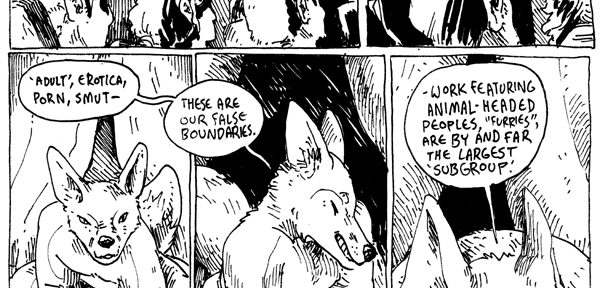 'ADULT', EROTICA,
PORN, SMUT—
THESE ARE
OUR FALSE
BOUNDARIES.
-WORK FEATURING
ANIMAL-HEADED
PEOPLES, "FURRIES",
ARE BY AND FAR
THE LARGEST
SUBGROUP.